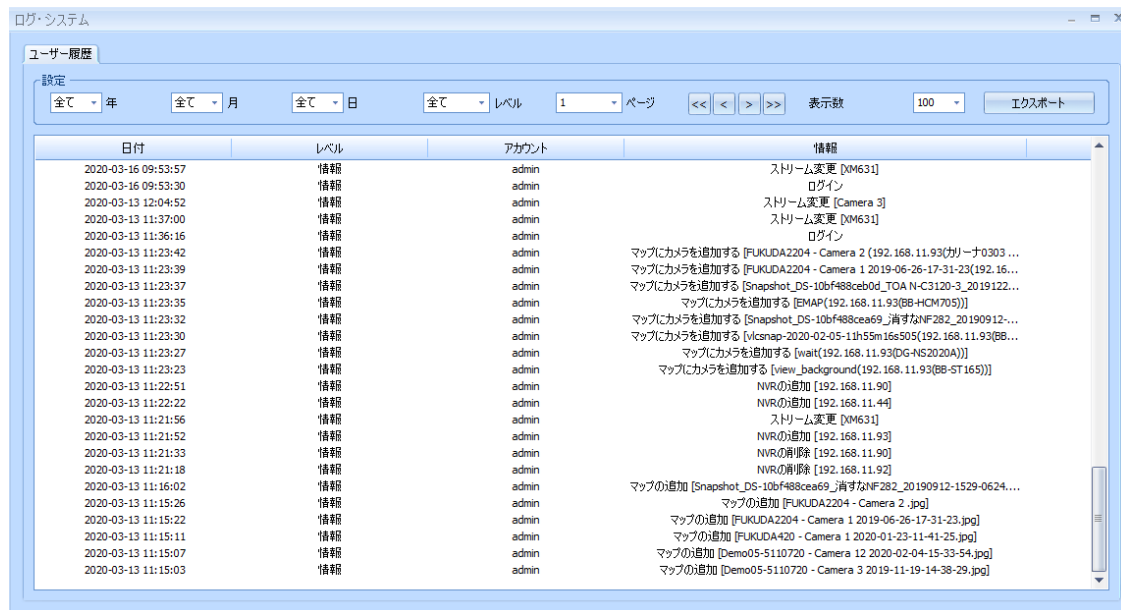 ログ・システム
ユーザー履歴
設定
全て 年 全て 月 全て 日 全て レベル 1 ページ << < > >> 表示数 100 エクスポート
日付 レベル アカウント 情報
2020-03-16 09:53:57 情報 admin ストリーム変更 [XM631]
2020-03-16 09:53:30 情報 admin ログイン
2020-03-13 12:04:52 情報 admin ストリーム変更 [Camera 3]
2020-03-13 11:37:00 情報 admin ストリーム変更 [XM631]
2020-03-13 11:36:16 情報 admin ログイン
2020-03-13 11:23:42 情報 admin マップにカメラを追加する [FUKUDA2204 - Camera 2 (192.168.11.93(カリーナ0303 ...
2020-03-13 11:23:39 情報 admin マップにカメラを追加する [FUKUDA2204 - Camera 1 2019-06-26-17-31-23(192.16...
2020-03-13 11:23:37 情報 admin マップにカメラを追加する [Snapshot_DS-10bf488ceb0d_TOA N-C3120-3_2019122...
2020-03-13 11:23:35 情報 admin マップにカメラを追加する [EMAP(192.168.11.93(BB-HCM705))]
2020-03-13 11:23:32 情報 admin マップにカメラを追加する [Snapshot_DS-10bf488cea69_消すなNF282_20190912-...
2020-03-13 11:23:30 情報 admin マップにカメラを追加する [vlcsnap-2020-02-05-11h55m16s505(192.168.11.93(BB...
2020-03-13 11:23:27 情報 admin マップにカメラを追加する [wait(192.168.11.93(DG-NS2020A))]
2020-03-13 11:23:23 情報 admin マップにカメラを追加する [view_background(192.168.11.93(BB-ST165))]
2020-03-13 11:22:51 情報 admin NVRの追加 [192.168.11.90]
2020-03-13 11:22:22 情報 admin NVRの追加 [192.168.11.44]
2020-03-13 11:21:56 情報 admin ストリーム変更 [XM631]
2020-03-13 11:21:52 情報 admin NVRの追加 [192.168.11.93]
2020-03-13 11:21:33 情報 admin NVRの削除 [192.168.11.90]
2020-03-13 11:21:18 情報 admin NVRの削除 [192.168.11.92]
2020-03-13 11:16:02 情報 admin マップの追加 [Snapshot_DS-10bf488cea69_消すなNF282_20190912-1529-0624....
2020-03-13 11:15:26 情報 admin マップの追加 [FUKUDA2204 - Camera 2 .jpg]
2020-03-13 11:15:22 情報 admin マップの追加 [FUKUDA2204 - Camera 1 2019-06-26-17-31-23.jpg]
2020-03-13 11:15:11 情報 admin マップの追加 [FUKUDA420 - Camera 1 2020-01-23-11-41-25.jpg]
2020-03-13 11:15:07 情報 admin マップの追加 [Demo05-5110720 - Camera 12 2020-02-04-15-33-54.jpg]
2020-03-13 11:15:03 情報 admin マップの追加 [Demo05-5110720 - Camera 3 2019-11-19-14-38-29.jpg]